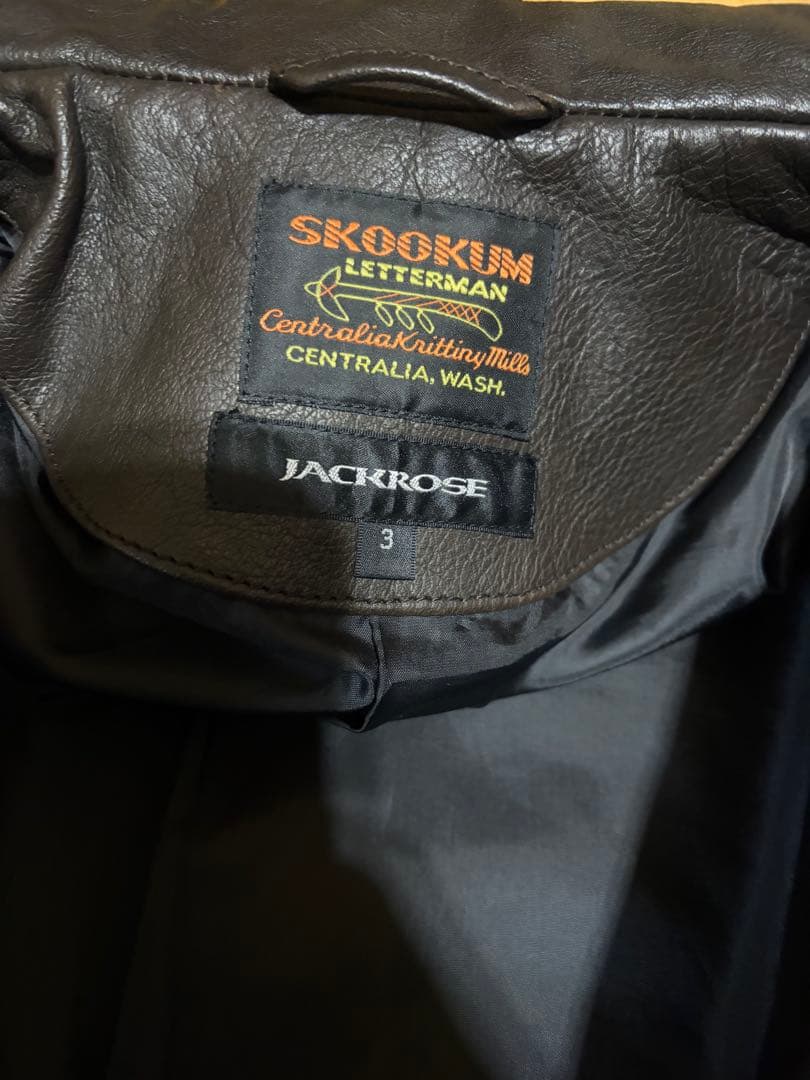 SKOOKUM
LETTERMAN
Centralia Knitting Mills
CENTRALIA, WASH.
JACKROSE
3